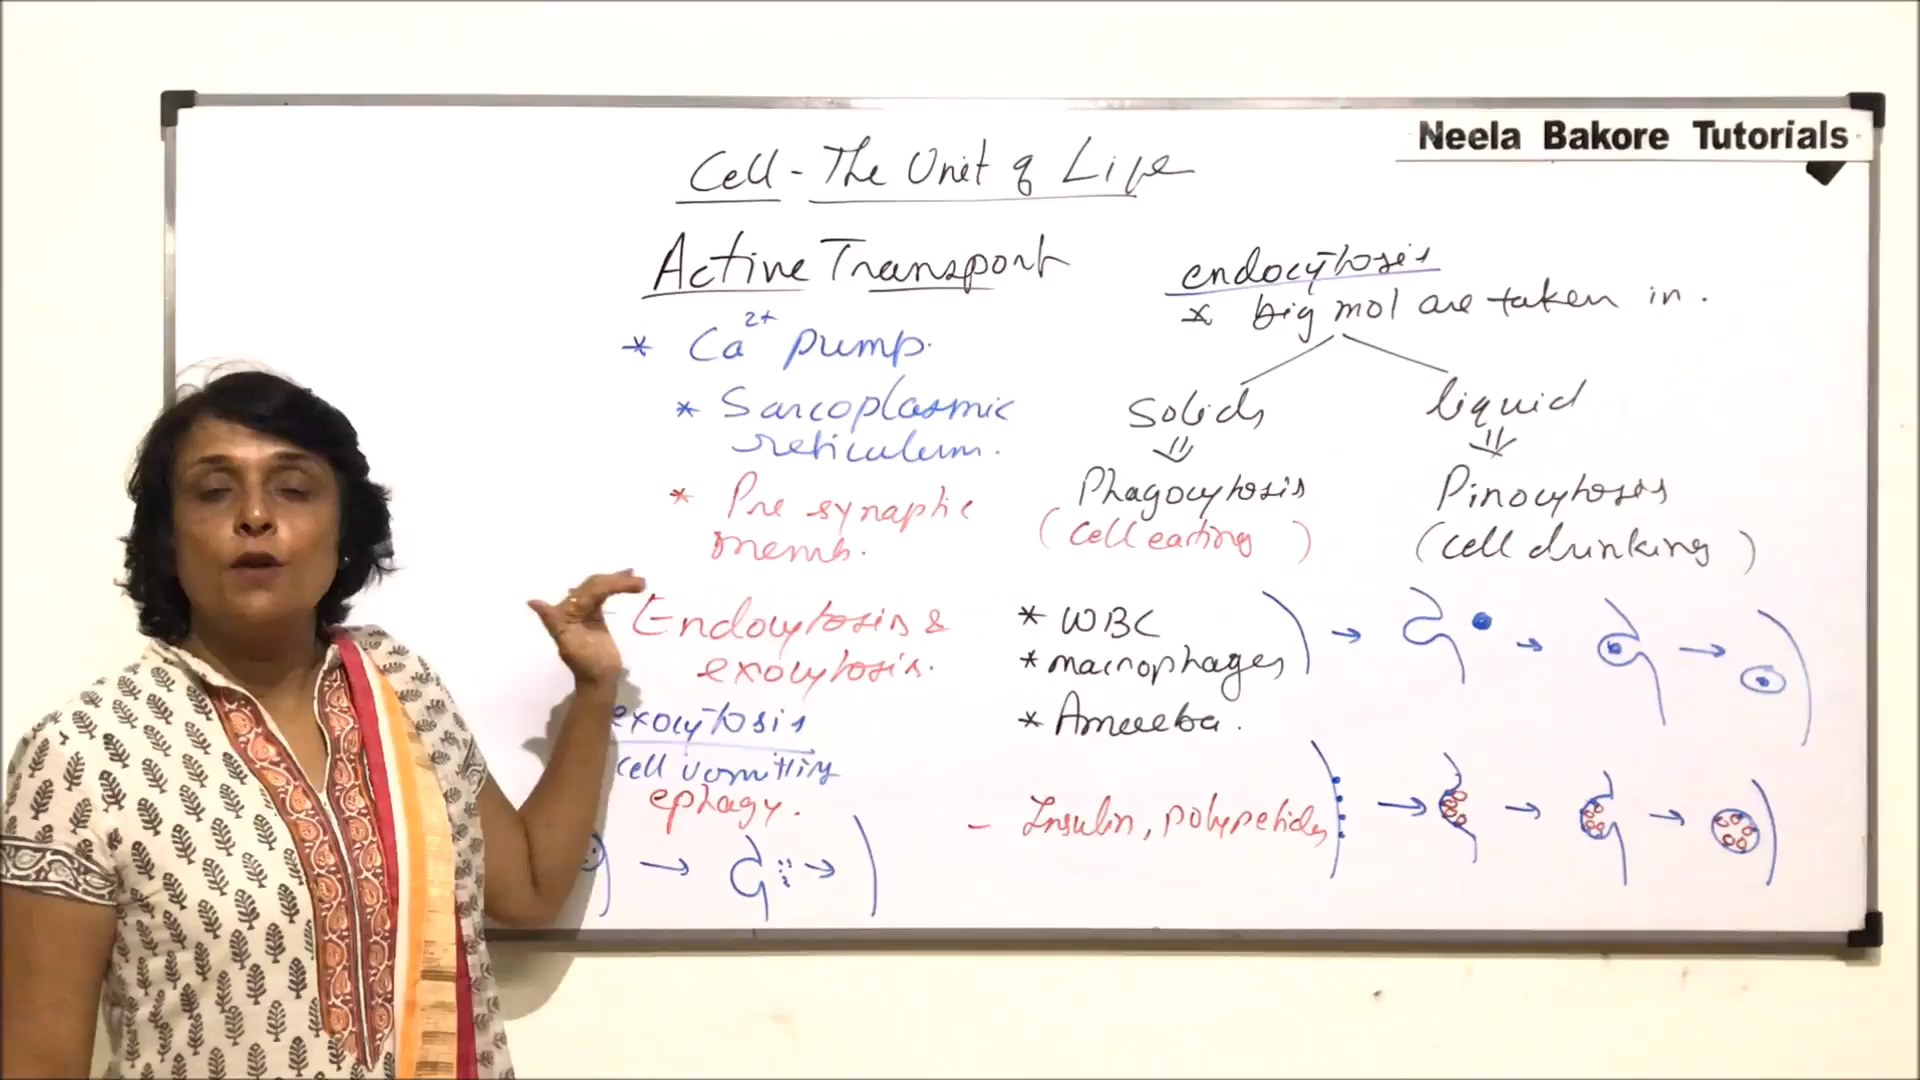 Neela Bakore Tutorials
Cell - The Unit of Life
Active Transport
* Ca2+ pump.
* Sarcoplasmic
reticulum.
* Pre synaptic
memb.
Endocytosis &
exocytosis.
exocytosis
cell vomitting
ephagy.
endocytosis
* big mol are taken in.
Solids
liquid
Phagocytosis
(cell eating)
Pinocytosis
(cell drinking)
* WBC
* macrophages
* Amoeba.
- Insulin, polypetides